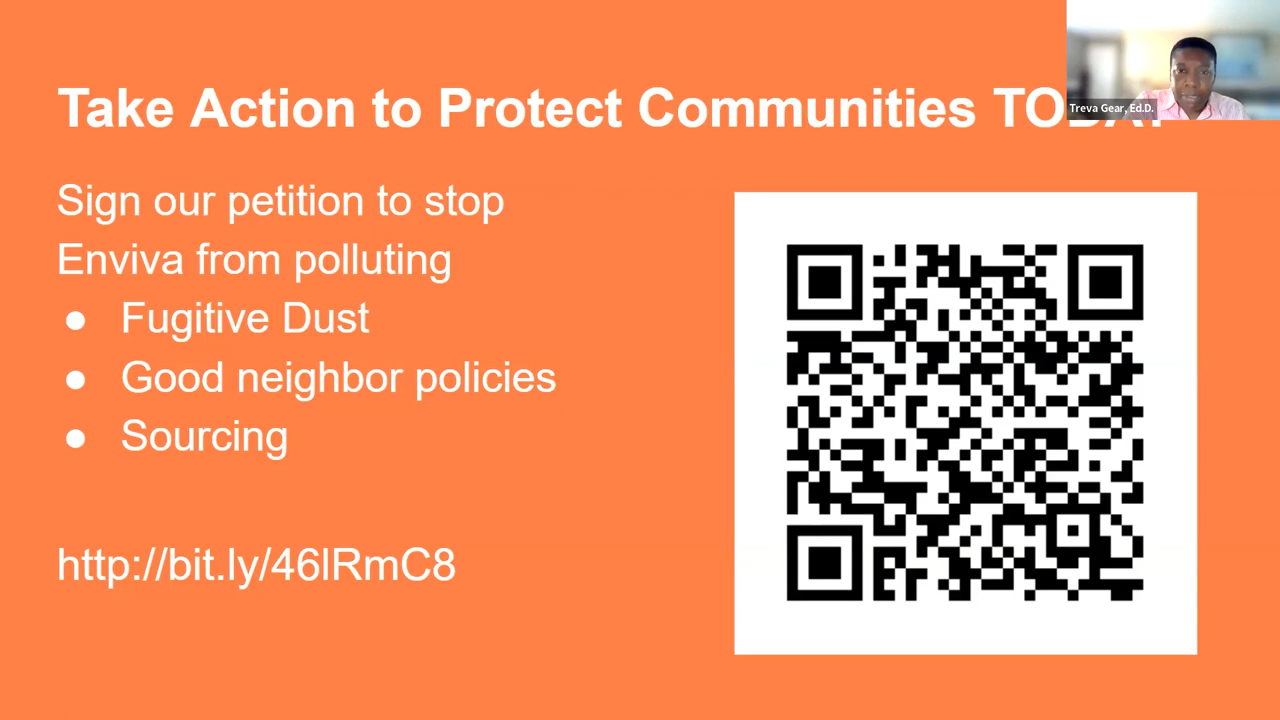 Take Action to Protect Communities TODAY
Treva Gear, Ed.D.
Sign our petition to stop
Enviva from polluting
● Fugitive Dust
● Good neighbor policies
● Sourcing
http://bit.ly/46lRmC8